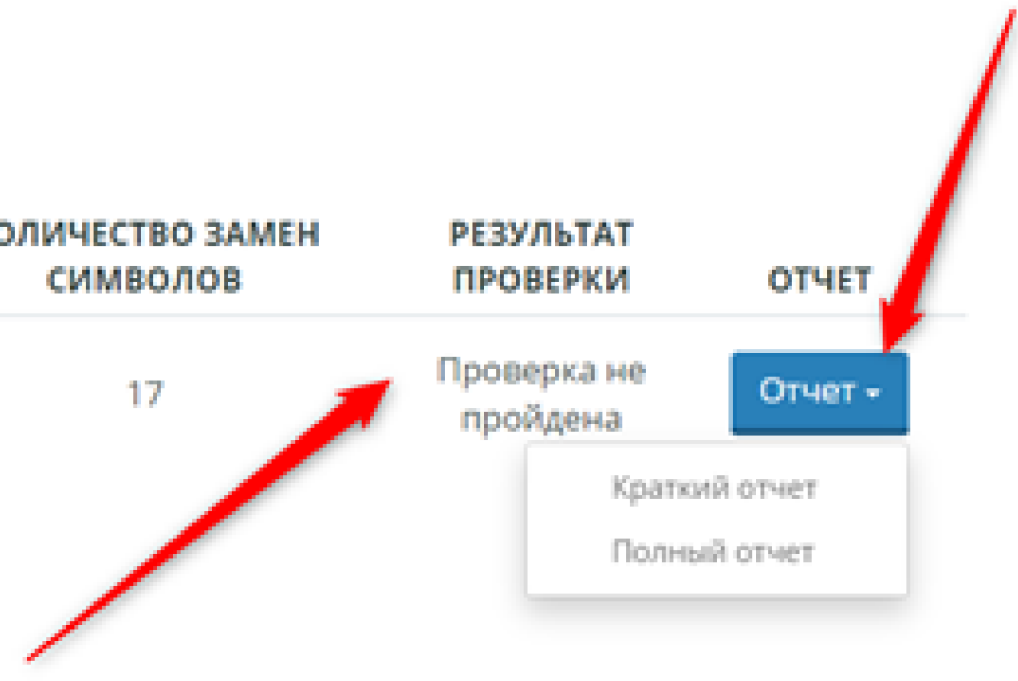 ОЛИЧЕСТВО ЗАМЕН
СИМВОЛОВ
РЕЗУЛЬТАТ
ПРОВЕРКИ
ОТЧЕТ
17
Проверка не
пройдена
Отчет
Краткий отчет
Полный отчет